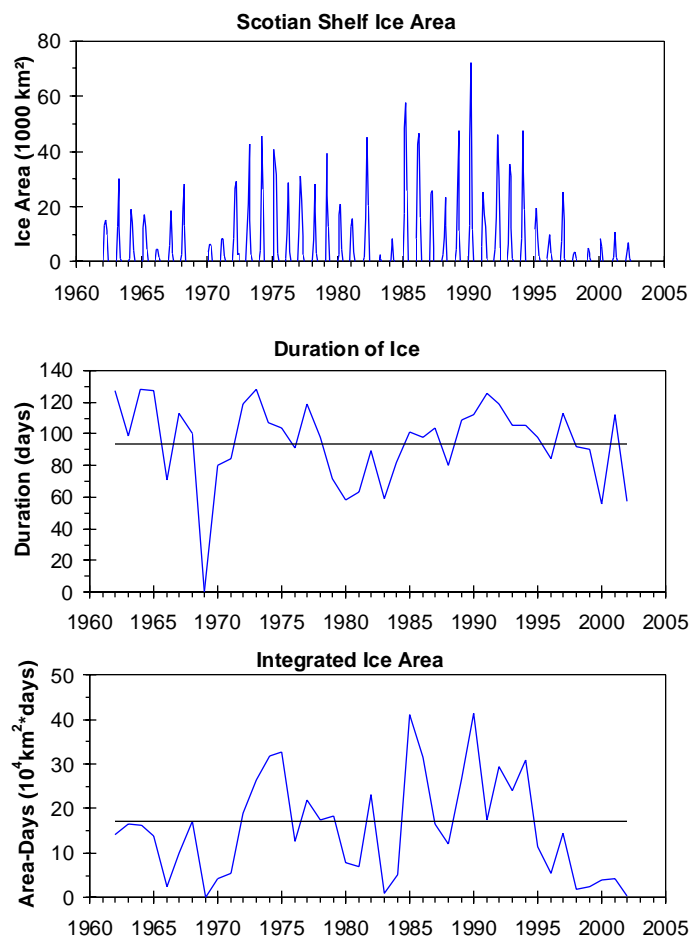 Scotian Shelf Ice Area
Ice Area (1000 km²)
80
60
40
20
0
1960 1965 1970 1975 1980 1985 1990 1995 2000 2005
Duration of Ice
Duration (days)
140
120
100
80
60
40
20
0
1960 1965 1970 1975 1980 1985 1990 1995 2000 2005
Integrated Ice Area
Area-Days (10⁴km²*days)
50
40
30
20
10
0
1960 1965 1970 1975 1980 1985 1990 1995 2000 2005